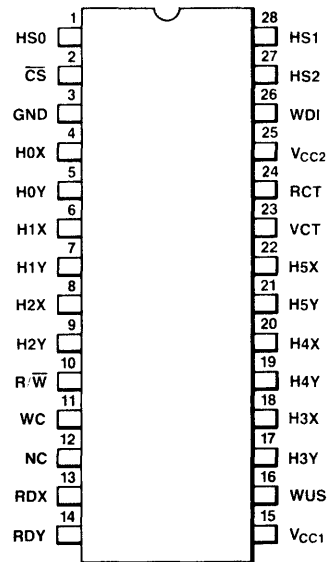 1 28
HS0 HS1
2 27
C̅S̅ HS2
3 26
GND WDI
4 25
H0X VCC2
5 24
H0Y RCT
6 23
H1X VCT
7 22
H1Y H5X
8 21
H2X H5Y
9 20
H2Y H4X
10 19
R/W̅ H4Y
11 18
WC H3X
12 17
NC H3Y
13 16
RDX WUS
14 15
RDY VCC1